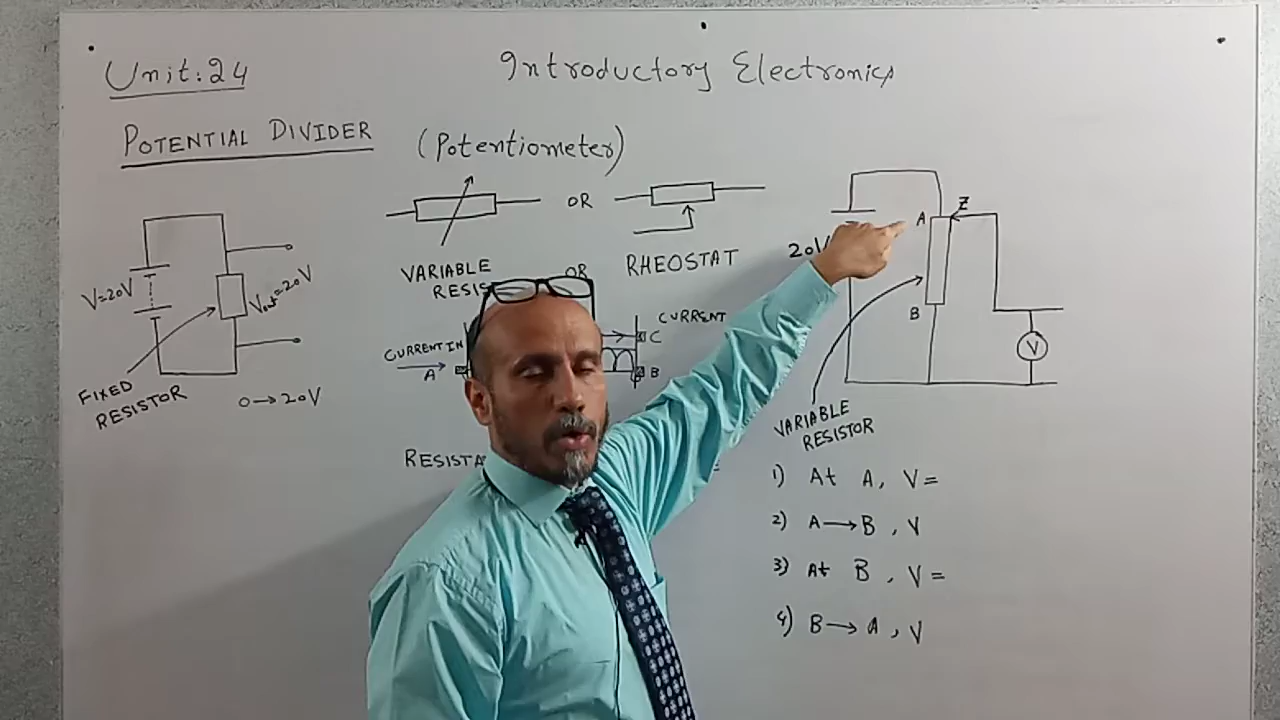 Unit: 24
Introductory Electronics
POTENTIAL DIVIDER
(Potentiometer)
V=20V
Vout=20V
FIXED
RESISTOR
0→20V
OR
VARIABLE
RHEOSTAT
OR
CURRENT IN
A
CURRENT
C
B
20V
A
Z
B
V
VARIABLE
RESISTOR
1) At A, V=
2) A→B, V
3) At B, V=
4) B→A, V